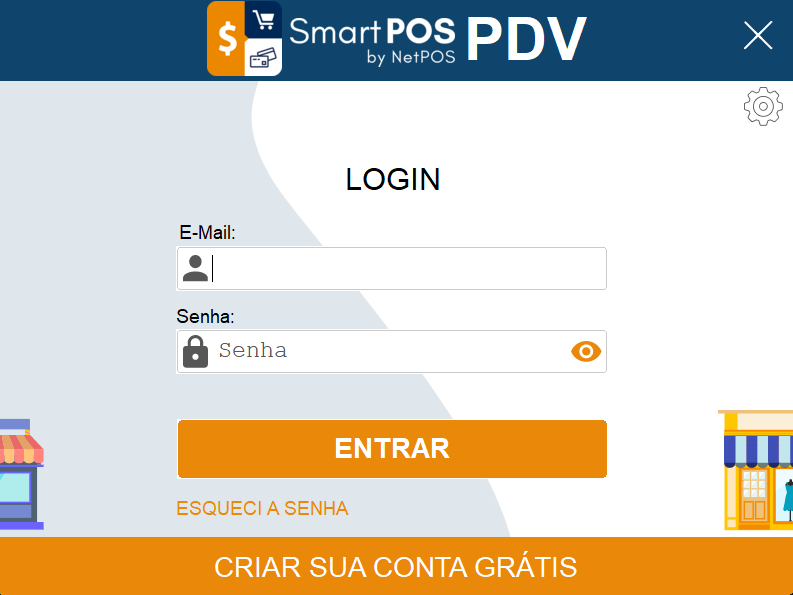 $
SmartPOS PDV
by NetPOS
LOGIN
E-Mail:
Senha:
Senha
ENTRAR
ESQUECI A SENHA
CRIAR SUA CONTA GRÁTIS